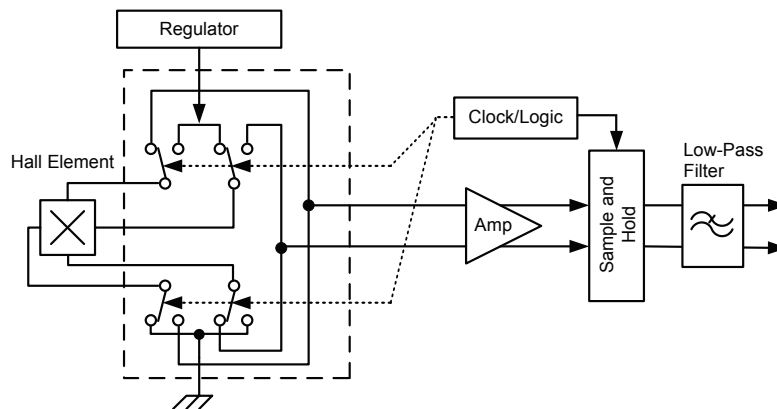 Regulator
Hall Element
Clock/Logic
Low-Pass
Filter
Amp
Sample and
Hold